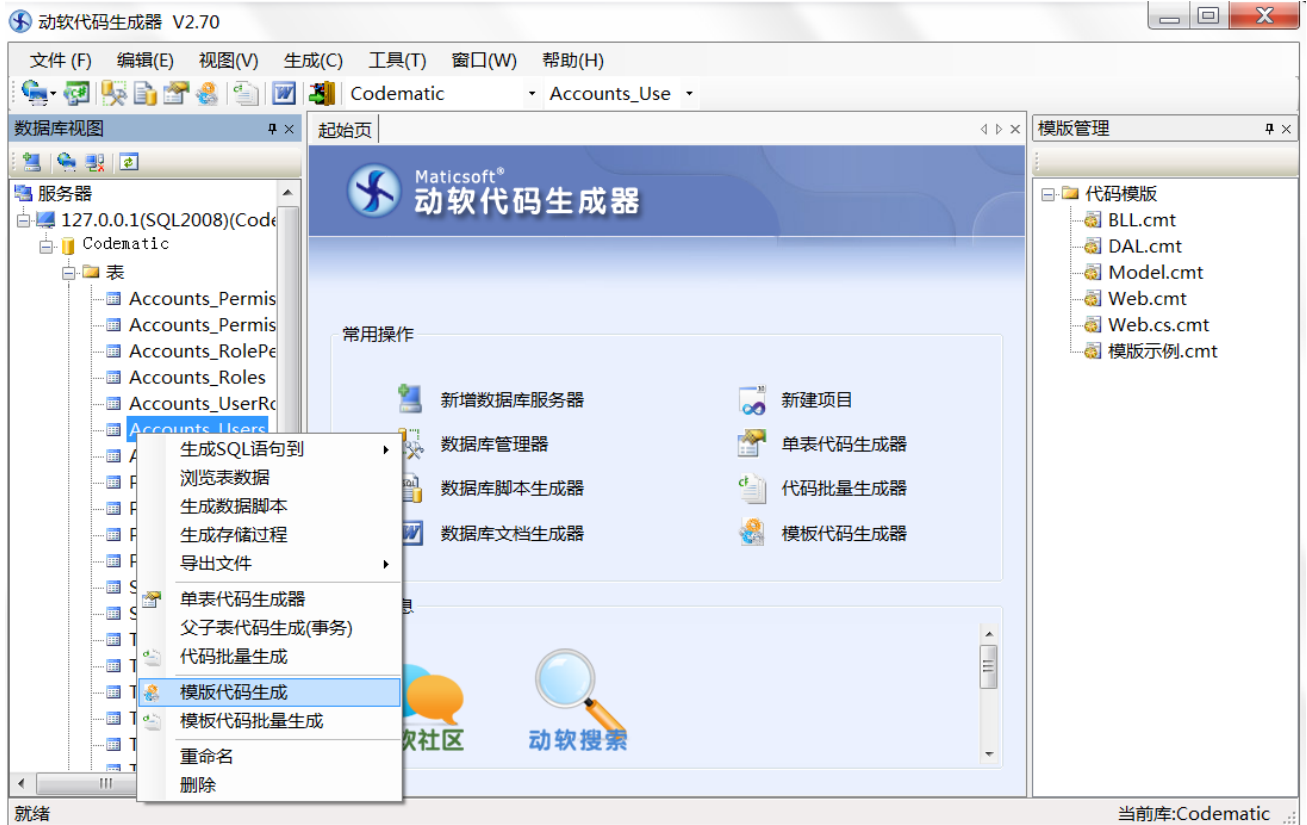 动软代码生成器 V2.70
文件 (F) 编辑(E) 视图(V) 生成(C) 工具(T) 窗口(W) 帮助(H)
Codematic Accounts_Use
数据库视图
服务器
127.0.0.1(SQL2008)(Code
Codematic
表
Accounts_Permis
Accounts_Permis
Accounts_RolePe
Accounts_Roles
Accounts_UserRo
Accounts_Users
生成SQL语句到
浏览表数据
生成数据脚本
生成存储过程
导出文件
单表代码生成器
父子表代码生成(事务)
代码批量生成
模版代码生成
模板代码批量生成
重命名
删除
起始页
Maticsoft®
动软代码生成器
常用操作
新增数据库服务器 新建项目
数据库管理器 单表代码生成器
数据库脚本生成器 代码批量生成器
数据库文档生成器 模板代码生成器
息
软社区 动软搜索
模版管理
代码模版
BLL.cmt
DAL.cmt
Model.cmt
Web.cmt
Web.cs.cmt
模版示例.cmt
就绪 当前库:Codematic